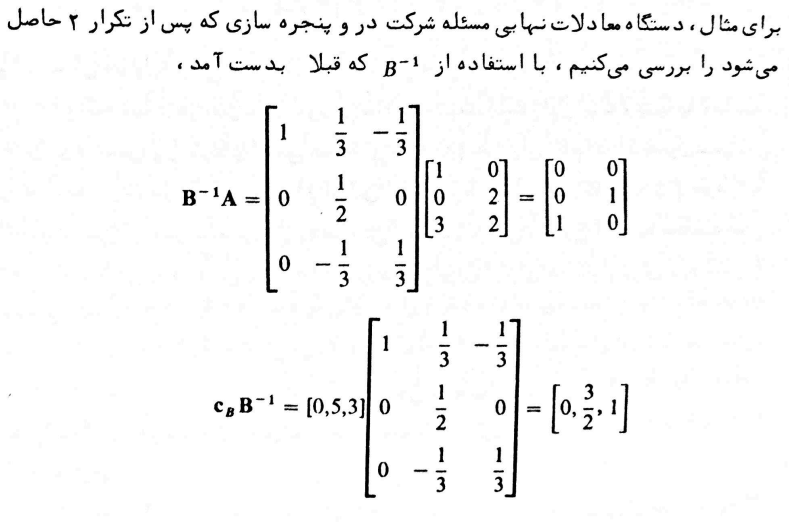 برای مثال، دستگاه معادلات نهایی مسئله شرکت در و پنجره سازی که پس از تکرار ۲ حاصل
می‌شود را بررسی می‌کنیم، با استفاده از B⁻¹ که قبلا بدست آمد،
B⁻¹A = [1 1/3 -1/3; 0 1/2 0; 0 -1/3 1/3] [1 0; 0 2; 3 2] = [0 0; 0 1; 1 0]
c_B B⁻¹ = [0,5,3] [1 1/3 -1/3; 0 1/2 0; 0 -1/3 1/3] = [0, 3/2, 1]